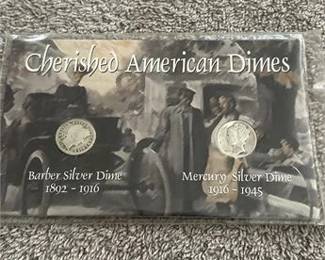 Cherished American Dimes
Barber Silver Dime
1892 - 1916
Mercury Silver Dime
1916 - 1945